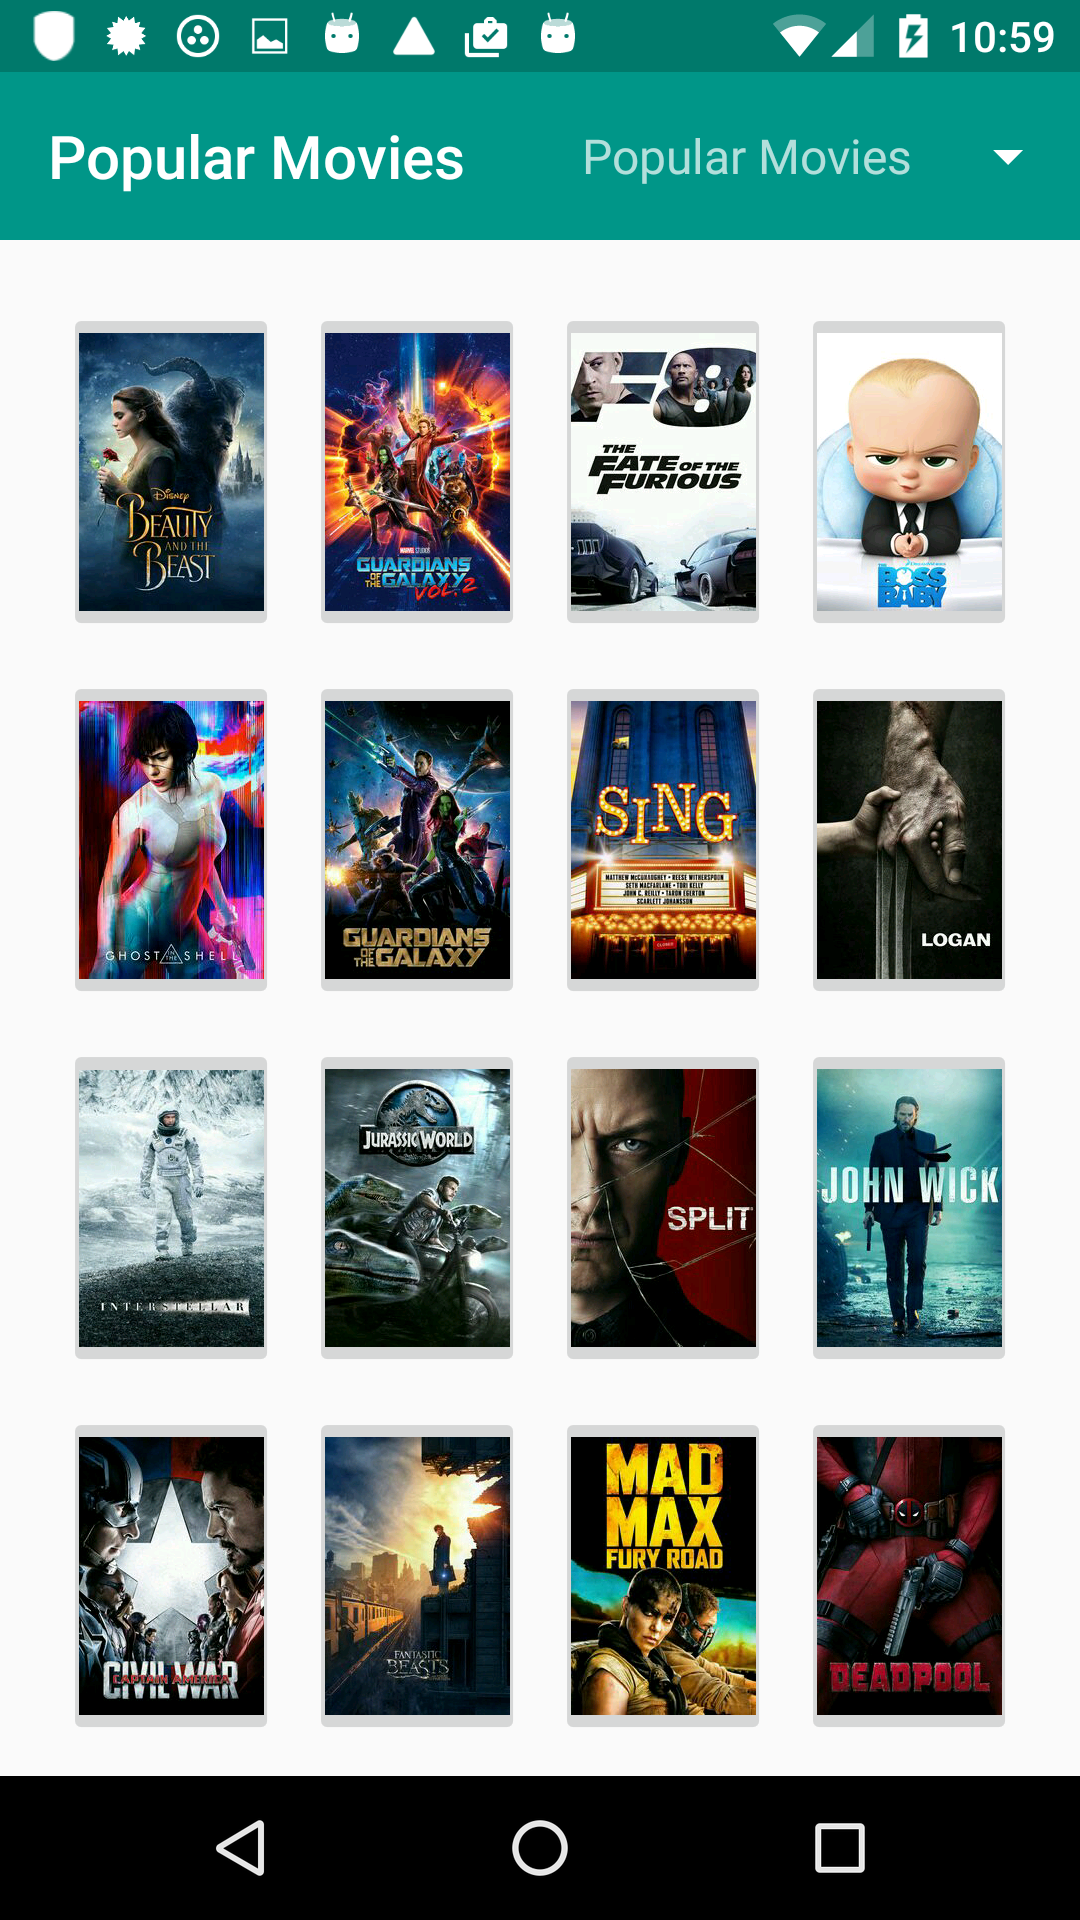 10:59
Popular Movies
Popular Movies
Disney
BEAUTY
AND THE
BEAST
MARVEL STUDIOS
GUARDIANS
OF THE
GALAXY
VOL. 2
F8
THE
FATE OF THE
FURIOUS
THE
BOSS
BABY
GHOST IN THE SHELL
GUARDIANS
OF THE
GALAXY
SING
MATTHEW McCONAUGHEY • REESE WITHERSPOON
SETH MACFARLANE • TORI KELLY
JOHN C. REILLY • TARON EGERTON
SCARLETT JOHANSSON
CLOSED
LOGAN
INTERSTELLAR
JURASSIC WORLD
SPLIT
JOHN WICK
CAPTAIN AMERICA
CIVIL WAR
FANTASTIC
BEASTS
MAD
MAX
FURY ROAD
DEADPOOL